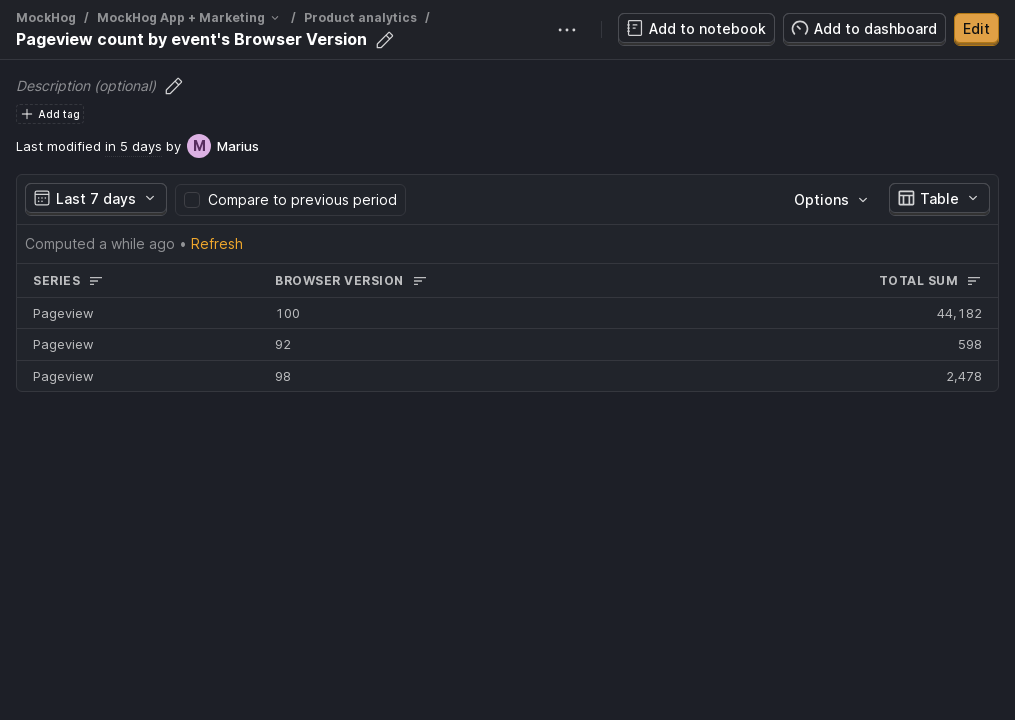 MockHog / MockHog App + Marketing / Product analytics /
Pageview count by event's Browser Version
Add to notebook
Add to dashboard
Edit
Description (optional)
Add tag
Last modified in 5 days by M Marius
Last 7 days
Compare to previous period
Options
Table
Computed a while ago • Refresh
SERIES BROWSER VERSION TOTAL SUM
Pageview 100 44,182
Pageview 92 598
Pageview 98 2,478